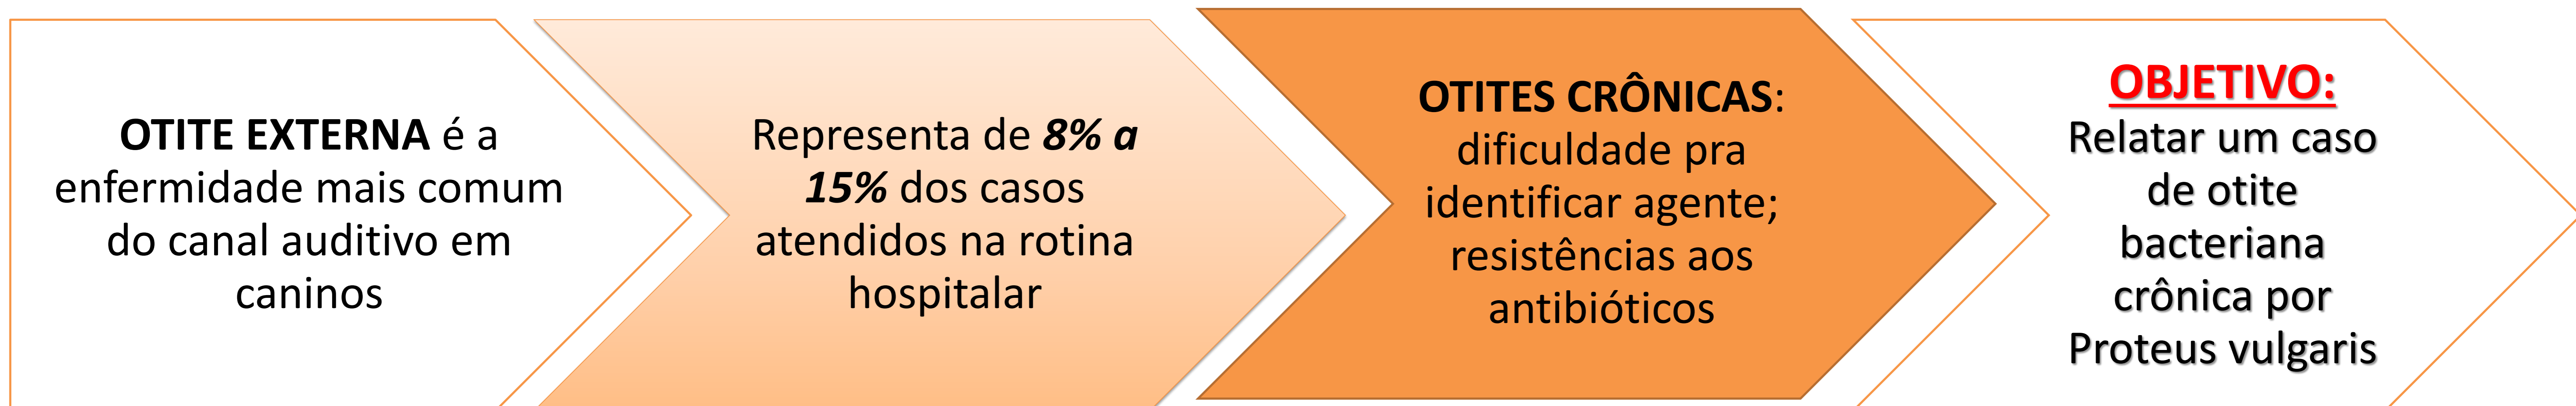 OTITE EXTERNA é a
enfermidade mais comum
do canal auditivo em
caninos
Representa de 8% a
15% dos casos
atendidos na rotina
hospitalar
OTITES CRÔNICAS:
dificuldade pra
identificar agente;
resistências aos
antibióticos
OBJETIVO:
Relatar um caso
de otite
bacteriana
crônica por
Proteus vulgaris